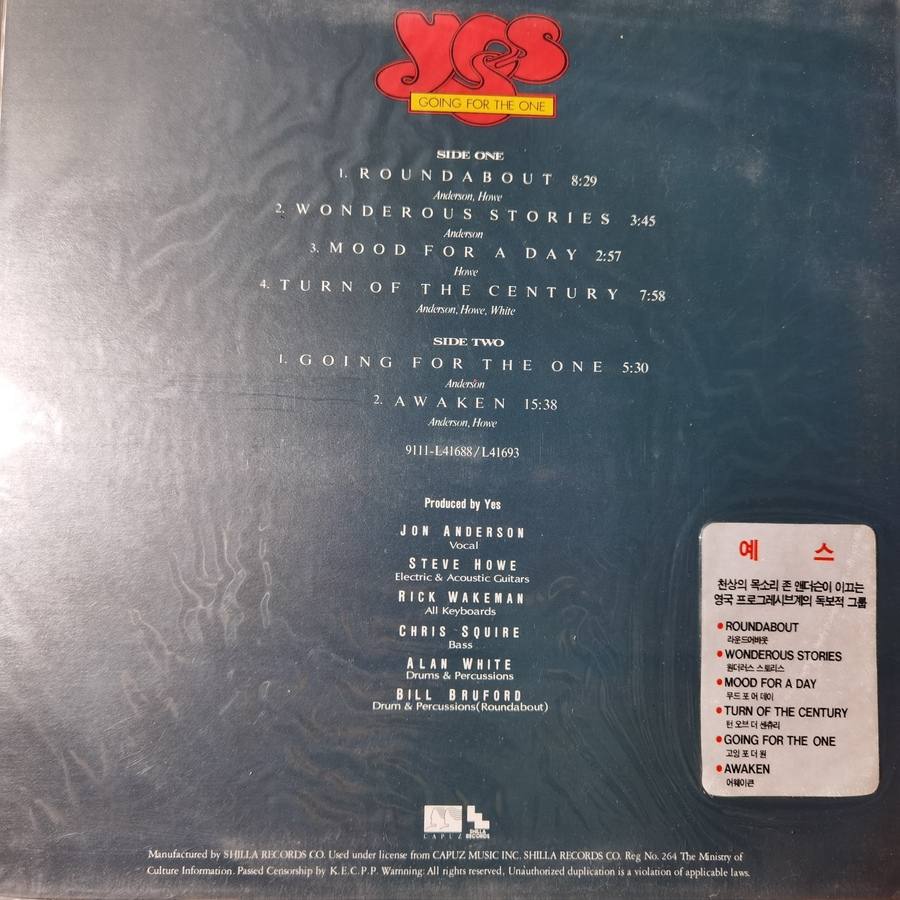 yes
GOING FOR THE ONE
SIDE ONE
1. ROUNDABOUT 8:29
Anderson, Howe
2. WONDEROUS STORIES 3:45
Anderson
3. MOOD FOR A DAY 2:57
Howe
4. TURN OF THE CENTURY 7:58
Anderson, Howe, White
SIDE TWO
1. GOING FOR THE ONE 5:30
Anderson
2. AWAKEN 15:38
Anderson, Howe
9111-L41688/L41693
Produced by Yes
JON ANDERSON
Vocal
STEVE HOWE
Electric & Acoustic Guitars
RICK WAKEMAN
All Keyboards
CHRIS SQUIRE
Bass
ALAN WHITE
Drums & Percussions
BILL BRUFORD
Drum & Percussions(Roundabout)
예 스
천상의 목소리 존 앤더슨이 이끄는
영국 프로그레시브계의 독보적 그룹
•ROUNDABOUT
라운드어바웃
•WONDEROUS STORIES
원더러스 스토리스
•MOOD FOR A DAY
무드 포 어 데이
•TURN OF THE CENTURY
턴 오브 더 센츄리
•GOING FOR THE ONE
고잉 포 더 원
•AWAKEN
어웨이큰
CAPUZ
SHILLA
RECORDS
Manufactured by SHILLA RECORDS CO. Used under license from CAPUZ MUSIC INC. SHILLA RECORDS CO. Reg No. 264 The Ministry of
Culture Information. Passed Censorship by K.E.C.P.P. Warnning: All rights reserved. Unauthorized duplication is a violation of applicable laws.